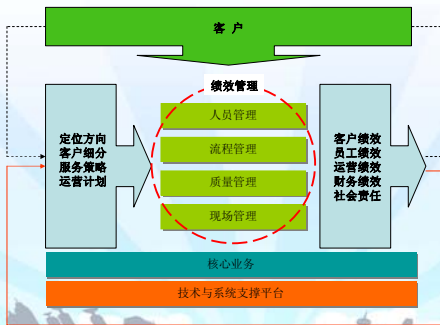 客 户
绩效管理
人员管理
流程管理
质量管理
现场管理
定位方向
客户细分
服务策略
运营计划
客户绩效
员工绩效
运营绩效
财务绩效
社会责任
核心业务
技术与系统支撑平台